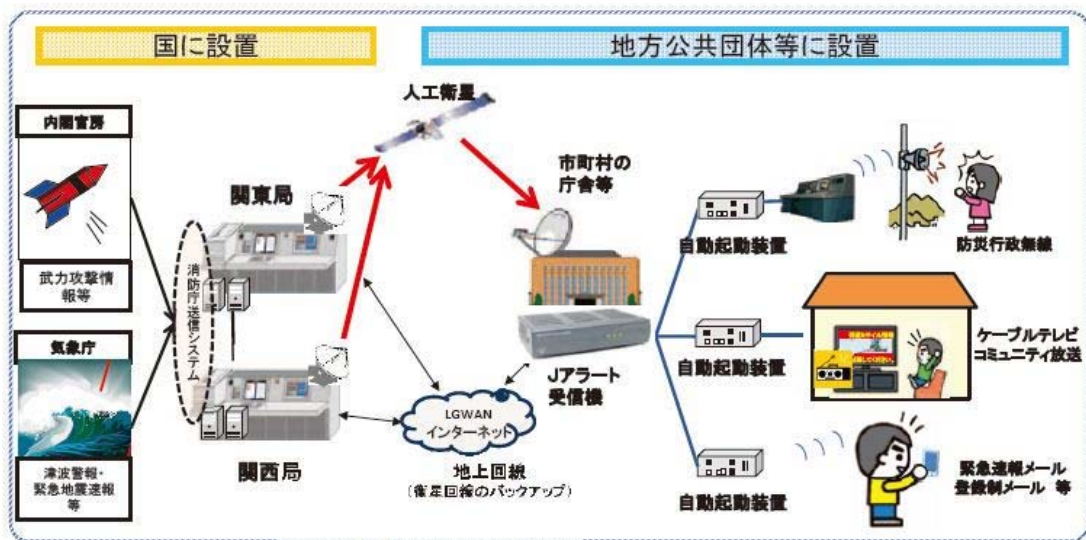 国に設置
地方公共団体等に設置
内閣官房
武力攻撃情
報等
気象庁
津波警報・
緊急地震速報
等
消防庁送信システム
関東局
関西局
人工衛星
LGWAN
インターネット
地上回線
(衛星回線のバックアップ)
市町村の
庁舎等
Jアラート
受信機
自動起動装置
防災行政無線
自動起動装置
ケーブルテレビ
コミュニティ放送
自動起動装置
緊急速報メール
登録制メール 等